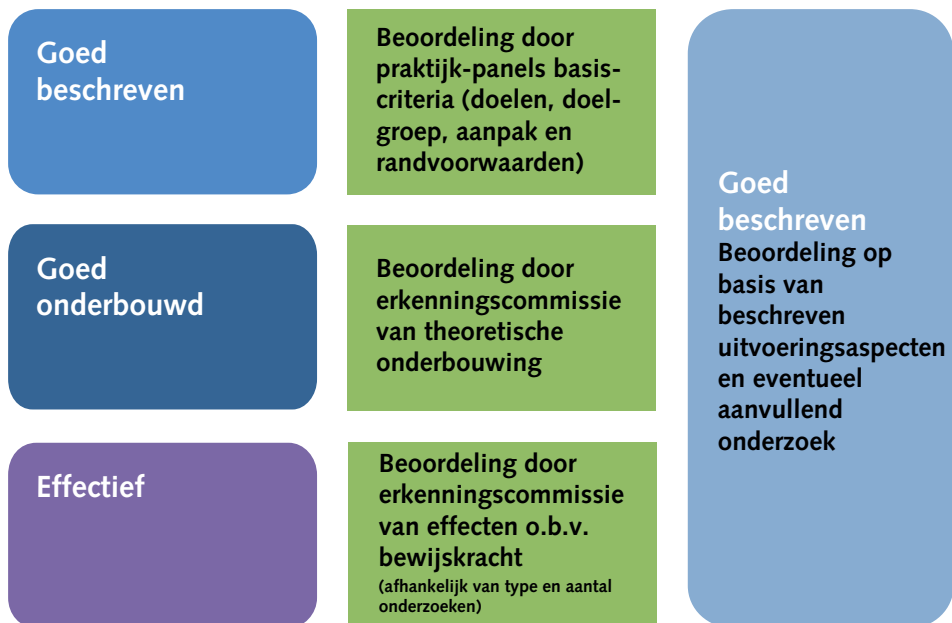 Goed
beschreven
Beoordeling door
praktijk-panels basis-
criteria (doelen, doel-
groep, aanpak en
randvoorwaarden)
Goed
onderbouwd
Beoordeling door
erkenningscommissie
van theoretische
onderbouwing
Effectief
Beoordeling door
erkenningscommissie
van effecten o.b.v.
bewijskracht
(afhankelijk van type en aantal
onderzoeken)
Goed
beschreven
Beoordeling op
basis van
beschreven
uitvoeringsaspecten
en eventueel
aanvullend
onderzoek